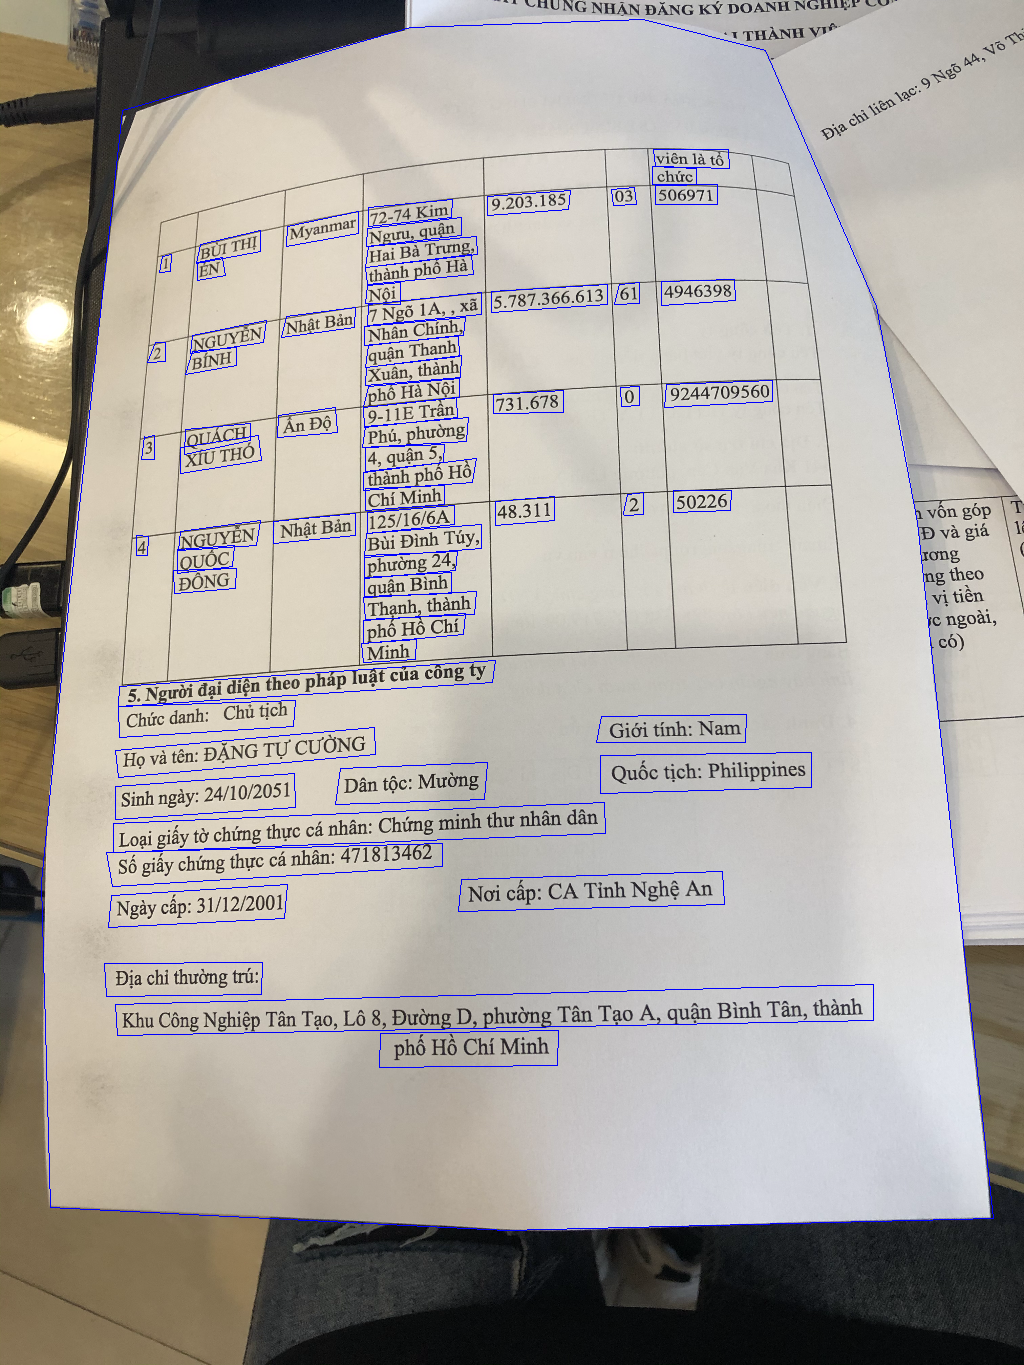 CHỨNG NHẬN ĐĂNG KÝ DOANH NGHIỆP
THÀNH VIÊ
Địa chỉ liên lạc: 9 Ngõ 44, Võ Th
viên là tổ
chức
1 BÙI THỊ Myanmar 72-74 Kim 9.203.185 03 506971
ÉN Ngưu, quận
Hai Bà Trưng,
thành phố Hà
Nội
2 NGUYỄN Nhật Bản 7 Ngõ 1A, , xã 5.787.366.613 61 4946398
BÍNH Nhân Chính,
quận Thanh
Xuân, thành
phố Hà Nội
3 QUÁCH Ấn Độ 9-11E Trần 731.678 0 9244709560
XÍU THÓ Phú, phường
4, quận 5,
thành phố Hồ
Chí Minh
4 NGUYỄN Nhật Bản 125/16/6A 48.311 2 50226
QUỐC Bùi Đình Túy,
ĐÔNG phường 24,
quận Bình
Thạnh, thành
phố Hồ Chí
Minh
vốn góp
Đ và giá
ương
ng theo
vị tiền
ớc ngoài,
có)
5. Người đại diện theo pháp luật của công ty
Chức danh: Chủ tịch
Họ và tên: ĐẶNG TỰ CƯỜNG Giới tính: Nam
Sinh ngày: 24/10/2051 Dân tộc: Mường Quốc tịch: Philippines
Loại giấy tờ chứng thực cá nhân: Chứng minh thư nhân dân
Số giấy chứng thực cá nhân: 471813462
Ngày cấp: 31/12/2001 Nơi cấp: CA Tỉnh Nghệ An
Địa chỉ thường trú:
Khu Công Nghiệp Tân Tạo, Lô 8, Đường D, phường Tân Tạo A, quận Bình Tân, thành
phố Hồ Chí Minh